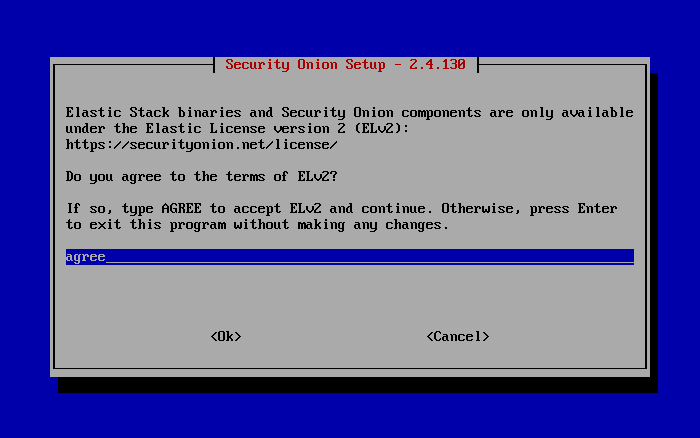 Security Onion Setup - 2.4.130
Elastic Stack binaries and Security Onion components are only available
under the Elastic License version 2 (ELv2):
https://securityonion.net/license/
Do you agree to the terms of ELv2?
If so, type AGREE to accept ELv2 and continue. Otherwise, press Enter
to exit this program without making any changes.
agree
<Ok> <Cancel>